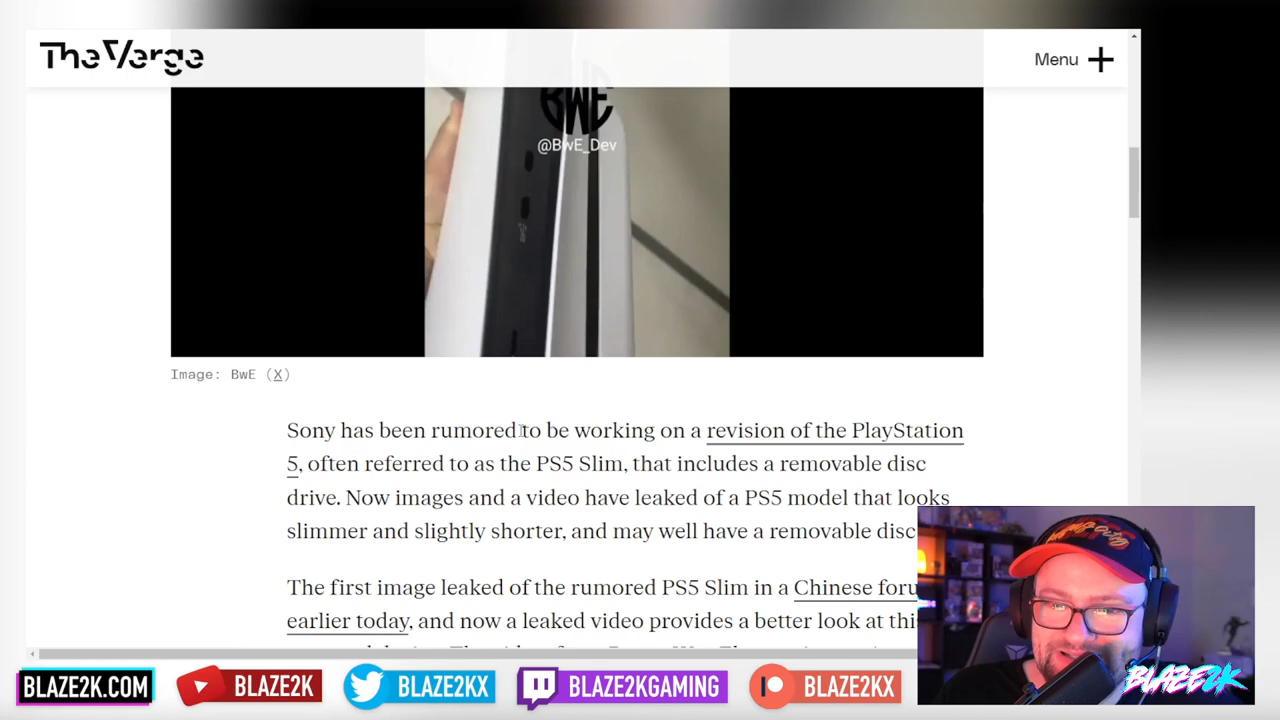 TheVerge
Menu
BWE
@BwE_Dev
Image: BwE (X)
Sony has been rumored to be working on a revision of the PlayStation
5, often referred to as the PS5 Slim, that includes a removable disc
drive. Now images and a video have leaked of a PS5 model that looks
slimmer and slightly shorter, and may well have a removable disc
The first image leaked of the rumored PS5 Slim in a Chinese
earlier today, and now a leaked video provides a better look at
BLAZE2K
BLAZE2K.COM
BLAZE2K
BLAZE2KX
BLAZE2KGAMING
BLAZE2KX